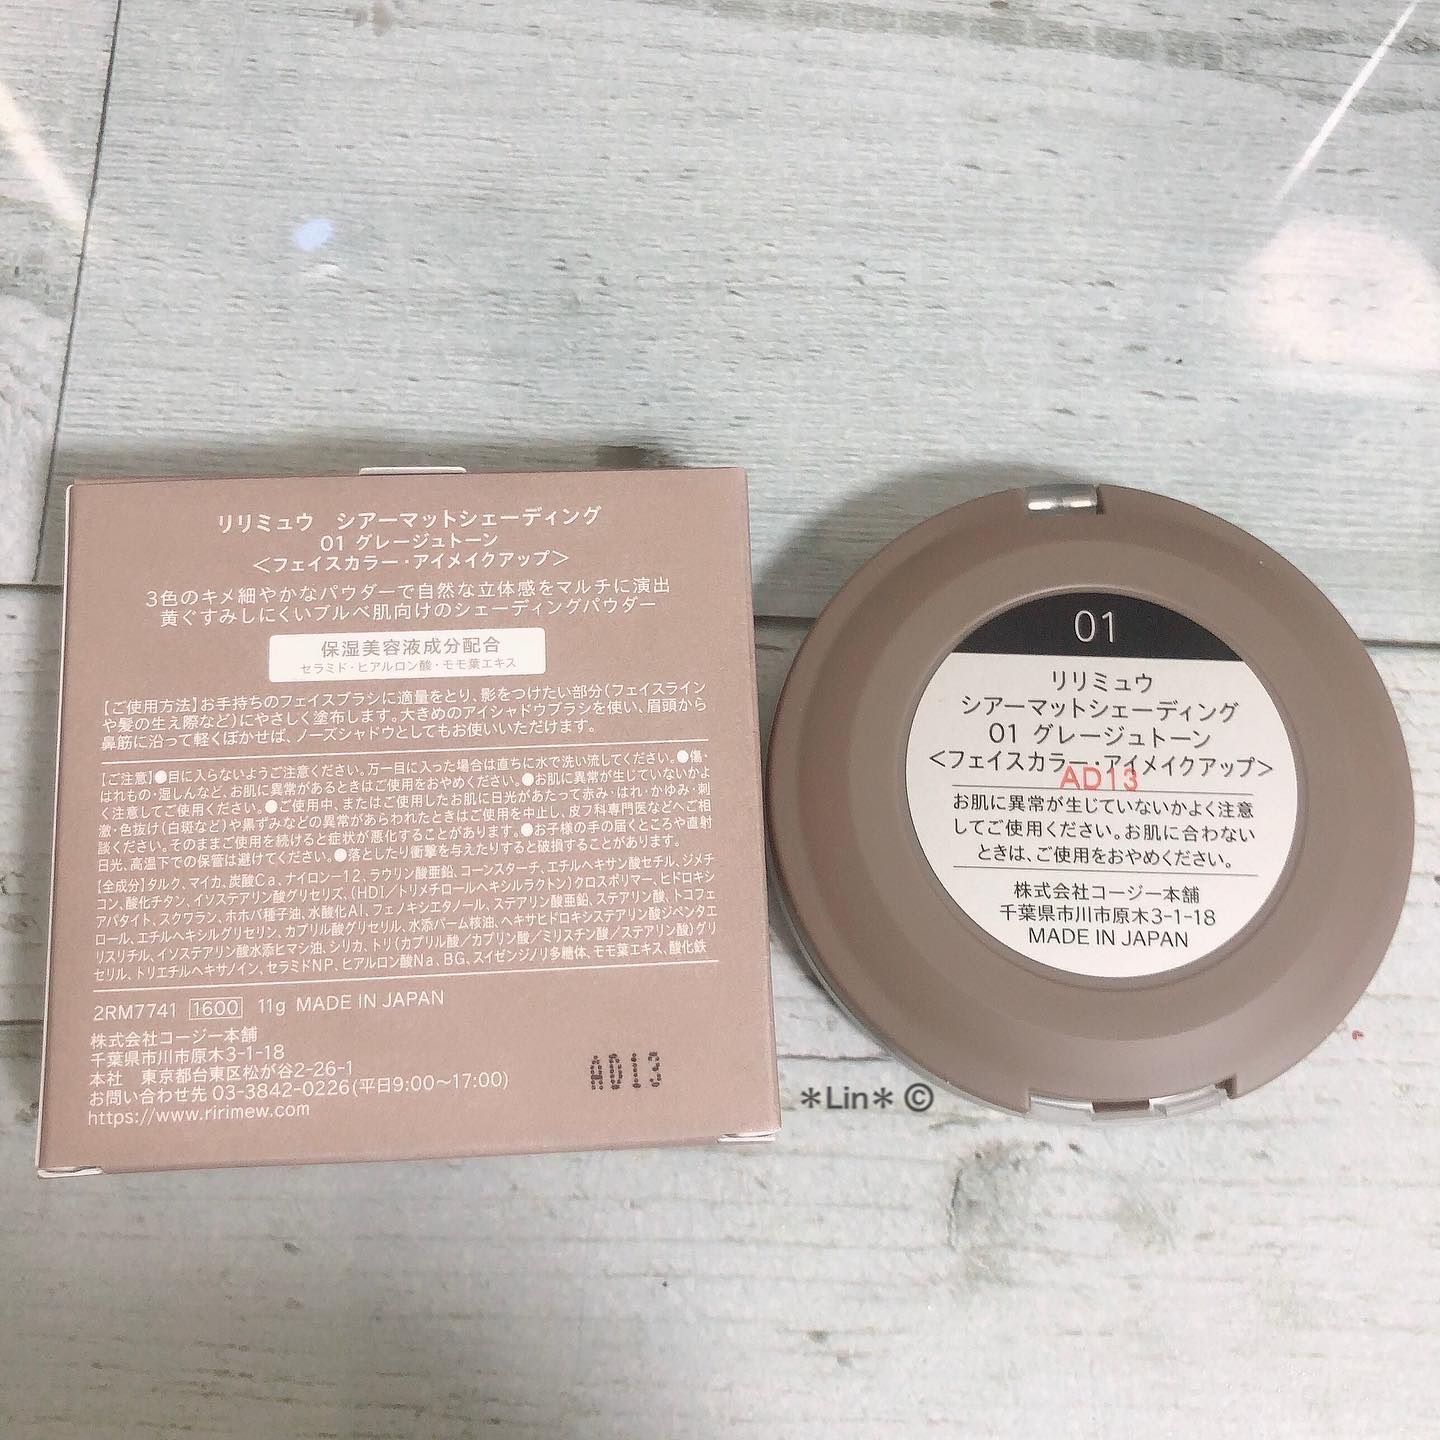 リリミュウ シアーマットシェーディング
01 グレージュトーン
＜フェイスカラー・アイメイクアップ＞
3色のキメ細やかなパウダーで自然な立体感をマルチに演出
黄ぐすみしにくいブルベ肌向けのシェーディングパウダー
保湿美容液成分配合
セラミド・ヒアルロン酸・モモ葉エキス
【ご使用方法】お手持ちのフェイスブラシに適量をとり、影をつけたい部分(フェイスライン
や髪の生え際など)にやさしく塗布します。大きめのアイシャドウブラシを使い、眉頭から
鼻筋に沿って軽くぼかせば、ノーズシャドウとしてもお使いいただけます。
【ご注意】●目に入らないようご注意ください。万一目に入った場合は直ちに水で洗い流してください。●傷・
はれもの・湿しんなど、お肌に異常があるときはご使用をおやめください。●お肌に異常が生じていないかよ
く注意してご使用ください。●ご使用中、またはご使用したお肌に日光があたって赤み・はれ・かゆみ・刺
激・色抜け(白斑など)や黒ずみなどの異常があらわれたときはご使用を中止し、皮フ科専門医などへご相
談ください。そのままご使用を続けると症状が悪化することがあります。●お子様の手の届くところや直射
日光、高温下での保管は避けてください。●落としたり衝撃を与えたりすると破損することがあります。
【全成分】タルク、マイカ、炭酸Ca、ナイロン-12、ラウリン酸亜鉛、コーンスターチ、エチルヘキサン酸セチル、ジメチ
コン、酸化チタン、イソステアリン酸グリセリズ、(HDI/トリメチロールヘキシルラクトン)クロスポリマー、ヒドロキシ
アパタイト、スクワラン、ホホバ種子油、水酸化Al、フェノキシエタノール、ステアリン酸亜鉛、ステアリン酸、トコフェ
ロール、エチルヘキシルグリセリン、カプリル酸グリセリル、水添パーム核油、ヘキサヒドロキシステアリン酸ジペンタエ
リスリチル、イソステアリン酸水添ヒマシ油、シリカ、トリ(カプリル酸/カプリン酸/ミリスチン酸/ステアリン酸)グリ
セリル、トリエチルヘキサノイン、セラミドNP、ヒアルロン酸Na、BG、スイゼンジノリ多糖体、モモ葉エキス、酸化鉄
2RM7741 1600 11g MADE IN JAPAN
株式会社コージー本舗
千葉県市川市原木3-1-18
本社 東京都台東区松が谷2-26-1
お問い合わせ先 03-3842-0226(平日9:00〜17:00)
https://www.ririmew.com
AD13
01
リリミュウ
シアーマットシェーディング
01 グレージュトーン
＜フェイスカラー・アイメイクアップ＞
AD13
お肌に異常が生じていないかよく注意
してご使用ください。お肌に合わない
ときは、ご使用をおやめください。
株式会社コージー本舗
千葉県市川市原木3-1-18
MADE IN JAPAN
*Lin* ©